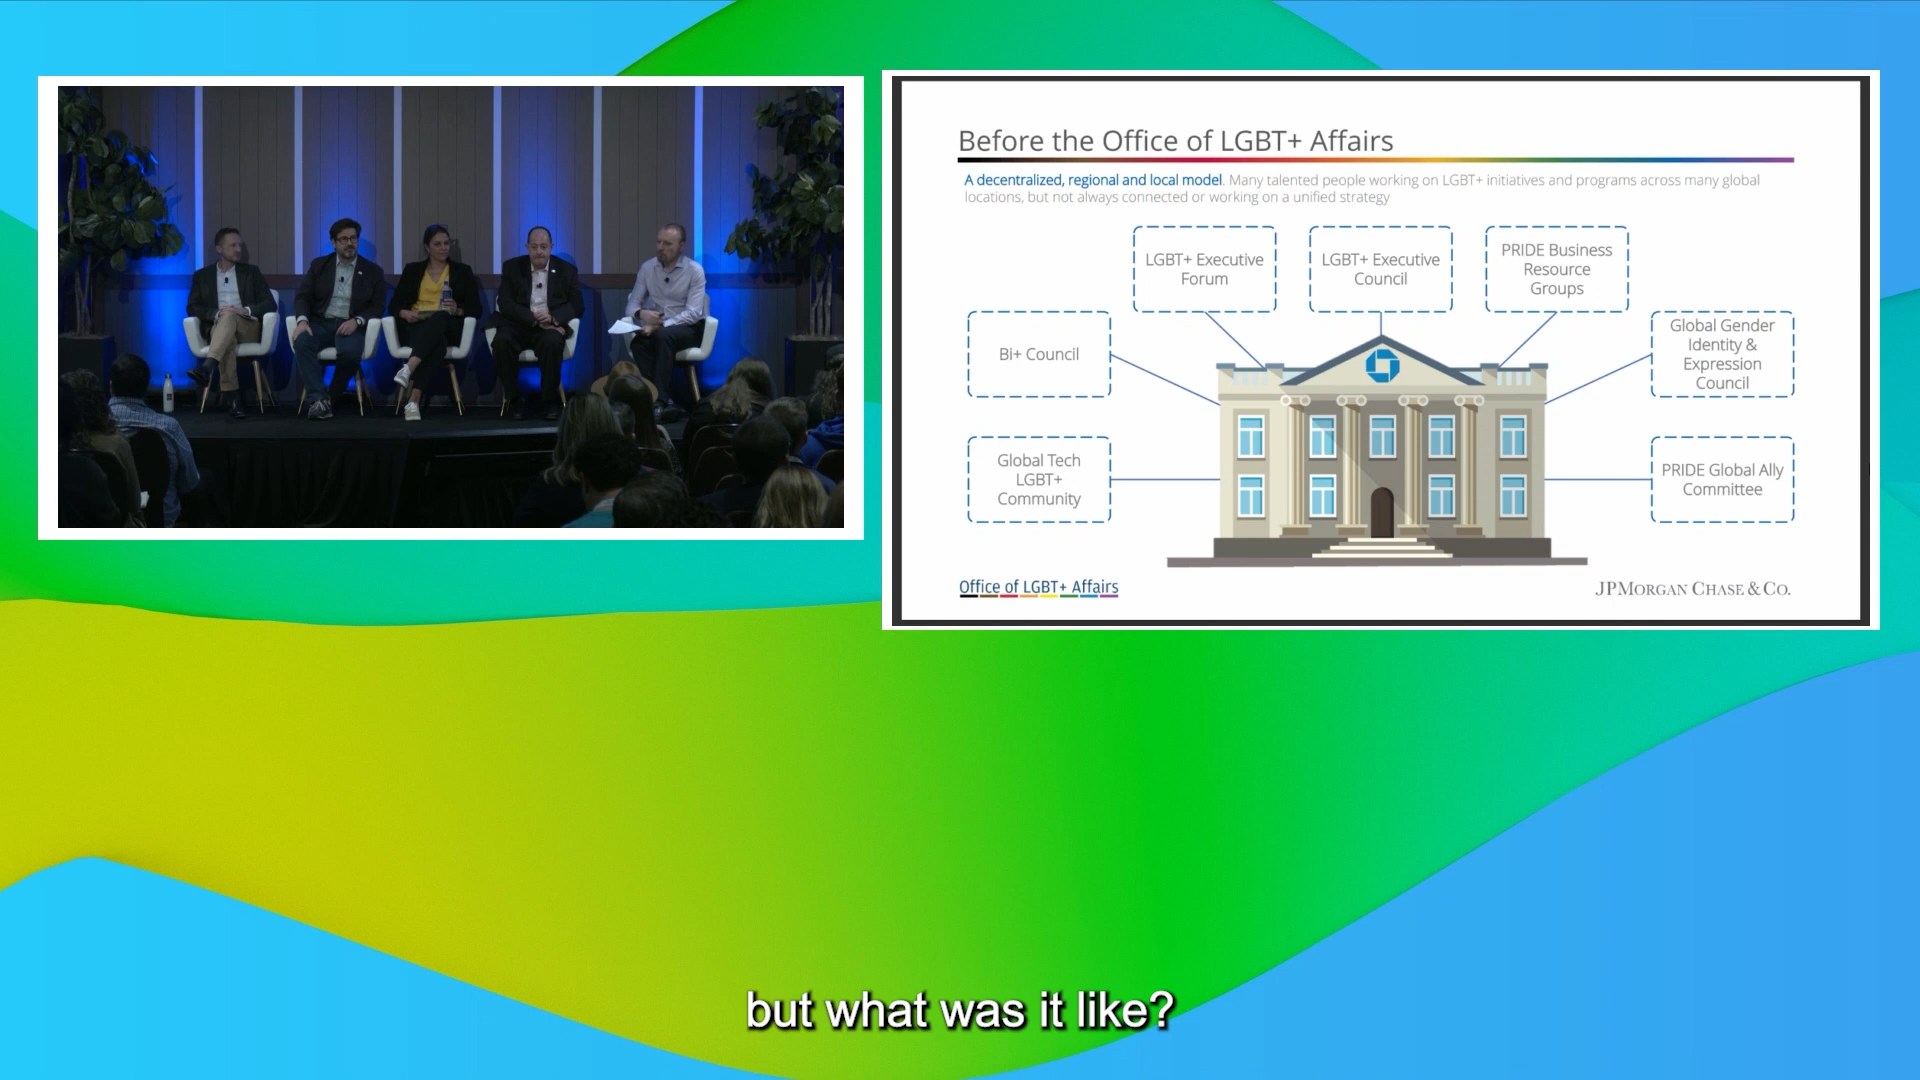 Before the Office of LGBT+ Affairs
A decentralized, regional and local model. Many talented people working on LGBT+ initiatives and programs across many global
locations, but not always connected or working on a unified strategy
LGBT+ Executive
Forum
LGBT+ Executive
Council
PRIDE Business
Resource
Groups
Bi+ Council
Global Gender
Identity &
Expression
Council
Global Tech
LGBT+
Community
PRIDE Global Ally
Committee
Office of LGBT+ Affairs
JPMORGAN CHASE & CO.
but what was it like?